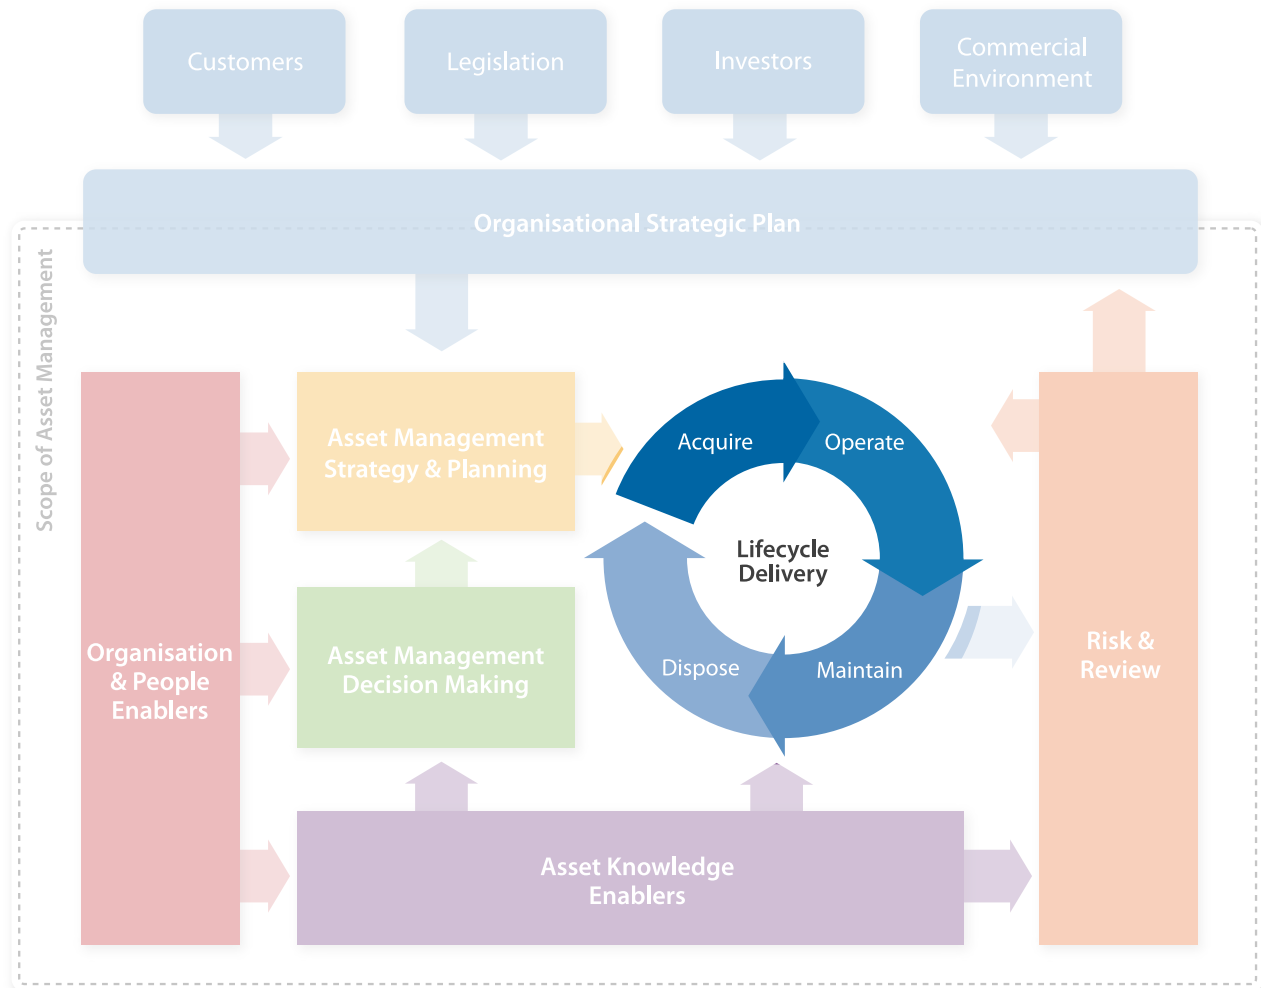 Customers
Legislation
Investors
Commercial
Environment
Organisational Strategic Plan
Scope of Asset Management
Asset Management
Strategy & Planning
Acquire
Operate
Lifecycle
Delivery
Organisation
& People
Enablers
Asset Management
Decision Making
Dispose
Maintain
Risk &
Review
Asset Knowledge
Enablers